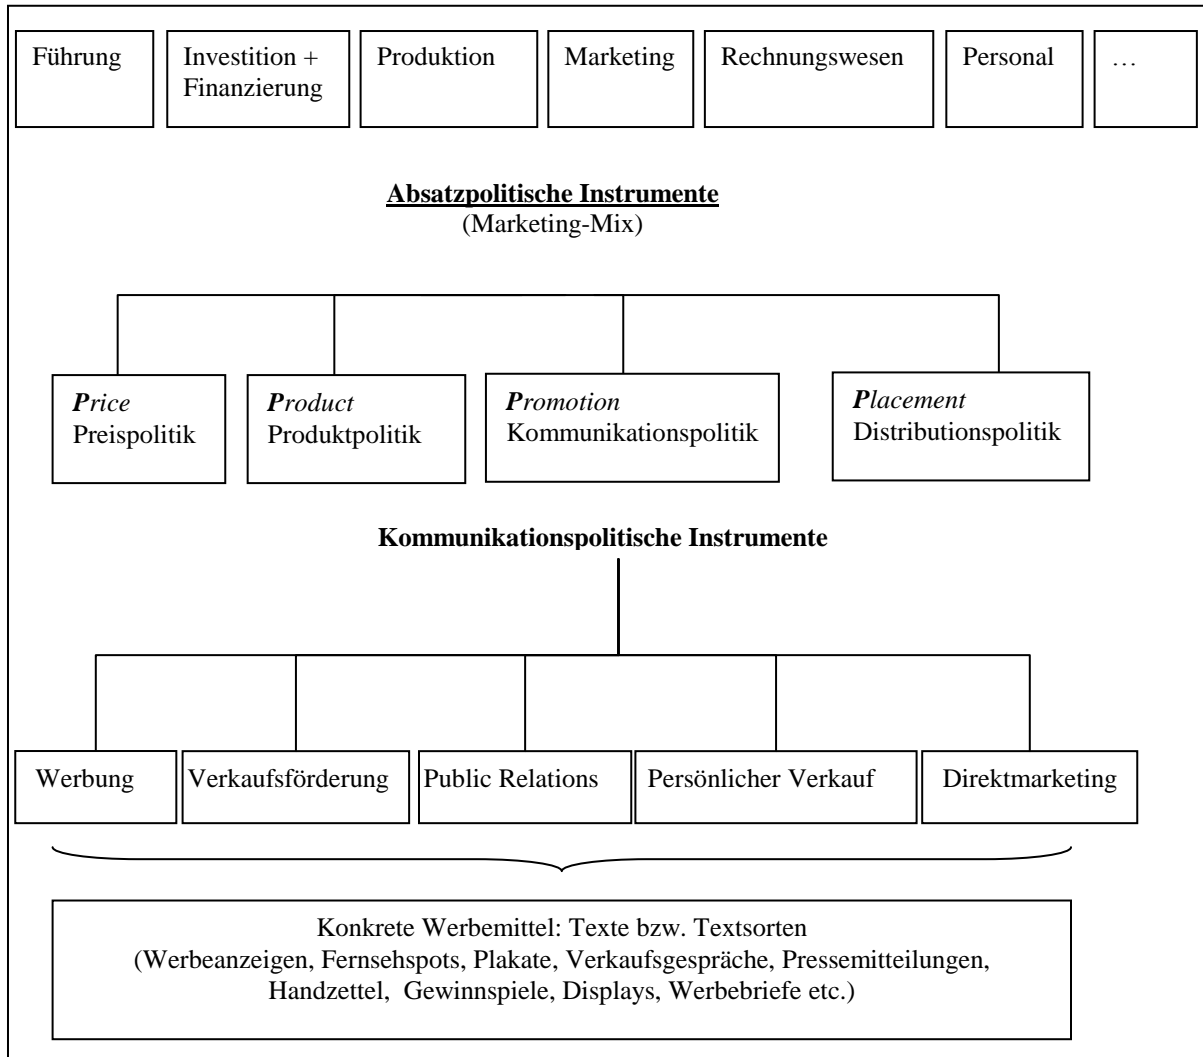 Führung
Investition +
Finanzierung
Produktion
Marketing
Rechnungswesen
Personal
…
Absatzpolitische Instrumente
(Marketing-Mix)
Price
Preispolitik
Product
Produktpolitik
Promotion
Kommunikationspolitik
Placement
Distributionspolitik
Kommunikationspolitische Instrumente
Werbung
Verkaufsförderung
Public Relations
Persönlicher Verkauf
Direktmarketing
Konkrete Werbemittel: Texte bzw. Textsorten
(Werbeanzeigen, Fernsehspots, Plakate, Verkaufsgespräche, Pressemitteilungen,
Handzettel, Gewinnspiele, Displays, Werbebriefe etc.)